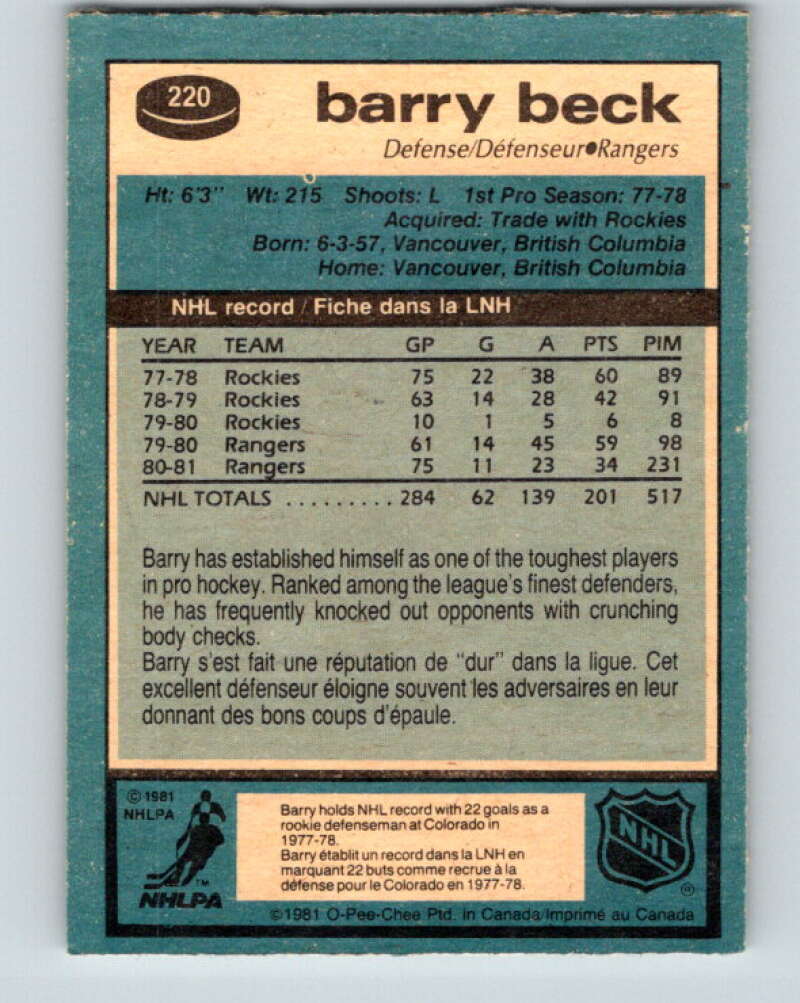 220
barry beck
Defense/Défenseur●Rangers
Ht: 6'3" Wt: 215 Shoots: L 1st Pro Season: 77-78
Acquired: Trade with Rockies
Born: 6-3-57, Vancouver, British Columbia
Home: Vancouver, British Columbia
NHL record / Fiche dans la LNH
YEAR TEAM GP G A PTS PIM
77-78 Rockies 75 22 38 60 89
78-79 Rockies 63 14 28 42 91
79-80 Rockies 10 1 5 6 8
79-80 Rangers 61 14 45 59 98
80-81 Rangers 75 11 23 34 231
NHL TOTALS ......... 284 62 139 201 517
Barry has established himself as one of the toughest players
in pro hockey. Ranked among the league's finest defenders,
he has frequently knocked out opponents with crunching
body checks.
Barry s'est fait une réputation de "dur" dans la ligue. Cet
excellent défenseur éloigne souvent les adversaires en leur
donnant des bons coups d'épaule.
© 1981
NHLPA
TM
NHLPA
Barry holds NHL record with 22 goals as a
rookie defenseman at Colorado in
1977-78.
Barry établit un record dans la LNH en
marquant 22 buts comme recrue à la
défense pour le Colorado en 1977-78.
NHL
®
©1981 O-Pee-Chee Ptd. in Canada/Imprimé au Canada